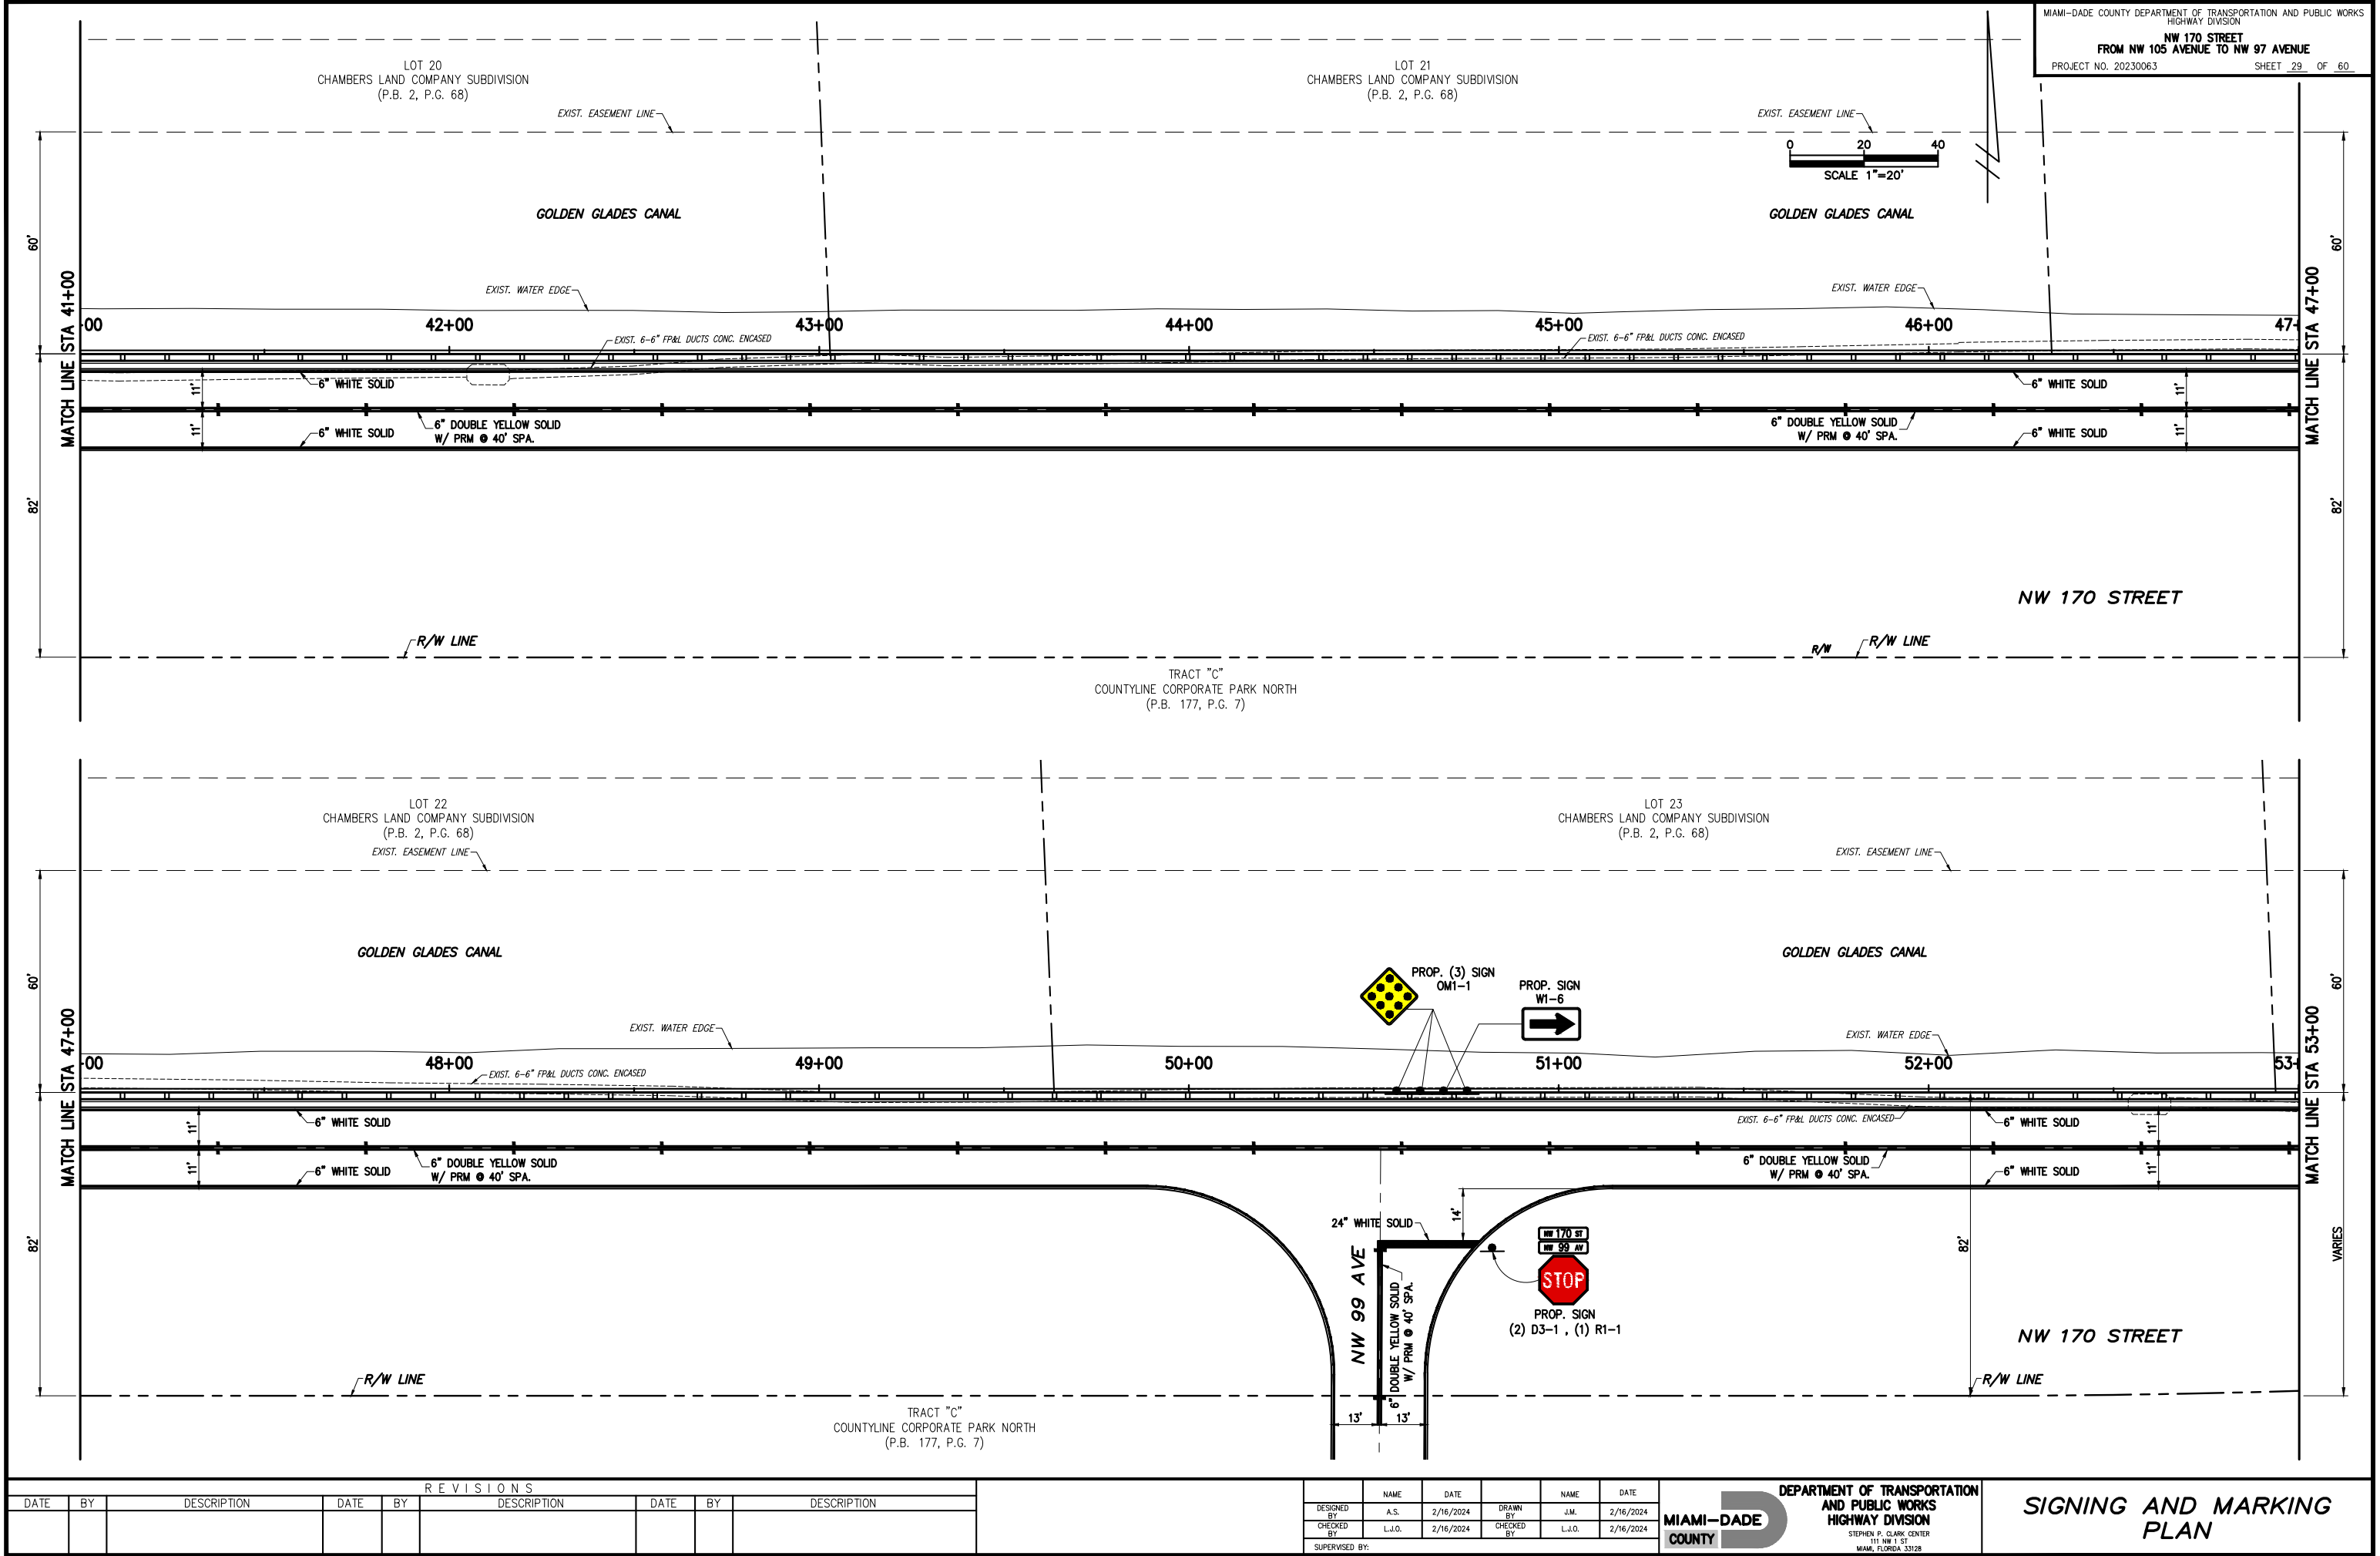 MIAMI-DADE COUNTY DEPARTMENT OF TRANSPORTATION AND PUBLIC WORKS
HIGHWAY DIVISION
NW 170 STREET
FROM NW 105 AVENUE TO NW 97 AVENUE
PROJECT NO. 20230063 SHEET 29 OF 60
LOT 20
CHAMBERS LAND COMPANY SUBDIVISION
(P.B. 2, P.G. 68)
LOT 21
CHAMBERS LAND COMPANY SUBDIVISION
(P.B. 2, P.G. 68)
EXIST. EASEMENT LINE
EXIST. EASEMENT LINE
0 20 40
SCALE 1"=20'
GOLDEN GLADES CANAL
GOLDEN GLADES CANAL
60'
60'
EXIST. WATER EDGE
EXIST. WATER EDGE
MATCH LINE STA 41+00
MATCH LINE STA 47+00
00 42+00 43+00 44+00 45+00 46+00 47+
EXIST. 6-6" FP&L DUCTS CONC. ENCASED
EXIST. 6-6" FP&L DUCTS CONC. ENCASED
11'
6" WHITE SOLID
6" WHITE SOLID
11'
11'
6" WHITE SOLID
6" DOUBLE YELLOW SOLID
W/ PRM @ 40' SPA.
6" DOUBLE YELLOW SOLID
W/ PRM @ 40' SPA.
6" WHITE SOLID
11'
82'
82'
NW 170 STREET
R/W LINE
R/W
R/W LINE
TRACT "C"
COUNTYLINE CORPORATE PARK NORTH
(P.B. 177, P.G. 7)
LOT 22
CHAMBERS LAND COMPANY SUBDIVISION
(P.B. 2, P.G. 68)
LOT 23
CHAMBERS LAND COMPANY SUBDIVISION
(P.B. 2, P.G. 68)
EXIST. EASEMENT LINE
EXIST. EASEMENT LINE
GOLDEN GLADES CANAL
GOLDEN GLADES CANAL
60'
60'
PROP. (3) SIGN
OM1-1
PROP. SIGN
W1-6
EXIST. WATER EDGE
EXIST. WATER EDGE
MATCH LINE STA 47+00
MATCH LINE STA 53+00
00 48+00 49+00 50+00 51+00 52+00 53+
EXIST. 6-6" FP&L DUCTS CONC. ENCASED
EXIST. 6-6" FP&L DUCTS CONC. ENCASED
11'
6" WHITE SOLID
6" WHITE SOLID
11'
11'
6" WHITE SOLID
6" DOUBLE YELLOW SOLID
W/ PRM @ 40' SPA.
6" DOUBLE YELLOW SOLID
W/ PRM @ 40' SPA.
6" WHITE SOLID
11'
82'
24" WHITE SOLID
14'
NW 170 ST
NW 99 AV
STOP
PROP. SIGN
(2) D3-1 , (1) R1-1
82'
VARIES
NW 99 AVE
6" DOUBLE YELLOW SOLID
W/ PRM @ 40' SPA.
NW 170 STREET
R/W LINE
R/W LINE
13' 13'
TRACT "C"
COUNTYLINE CORPORATE PARK NORTH
(P.B. 177, P.G. 7)
REVISIONS
DATE BY DESCRIPTION DATE BY DESCRIPTION DATE BY DESCRIPTION
NAME DATE NAME DATE
DESIGNED BY A.S. 2/16/2024 DRAWN BY J.M. 2/16/2024
CHECKED BY L.J.O. 2/16/2024 CHECKED BY L.J.O. 2/16/2024
SUPERVISED BY:
MIAMI-DADE
COUNTY
DEPARTMENT OF TRANSPORTATION
AND PUBLIC WORKS
HIGHWAY DIVISION
STEPHEN P. CLARK CENTER
111 NW 1 ST
MIAMI, FLORIDA 33128
SIGNING AND MARKING
PLAN